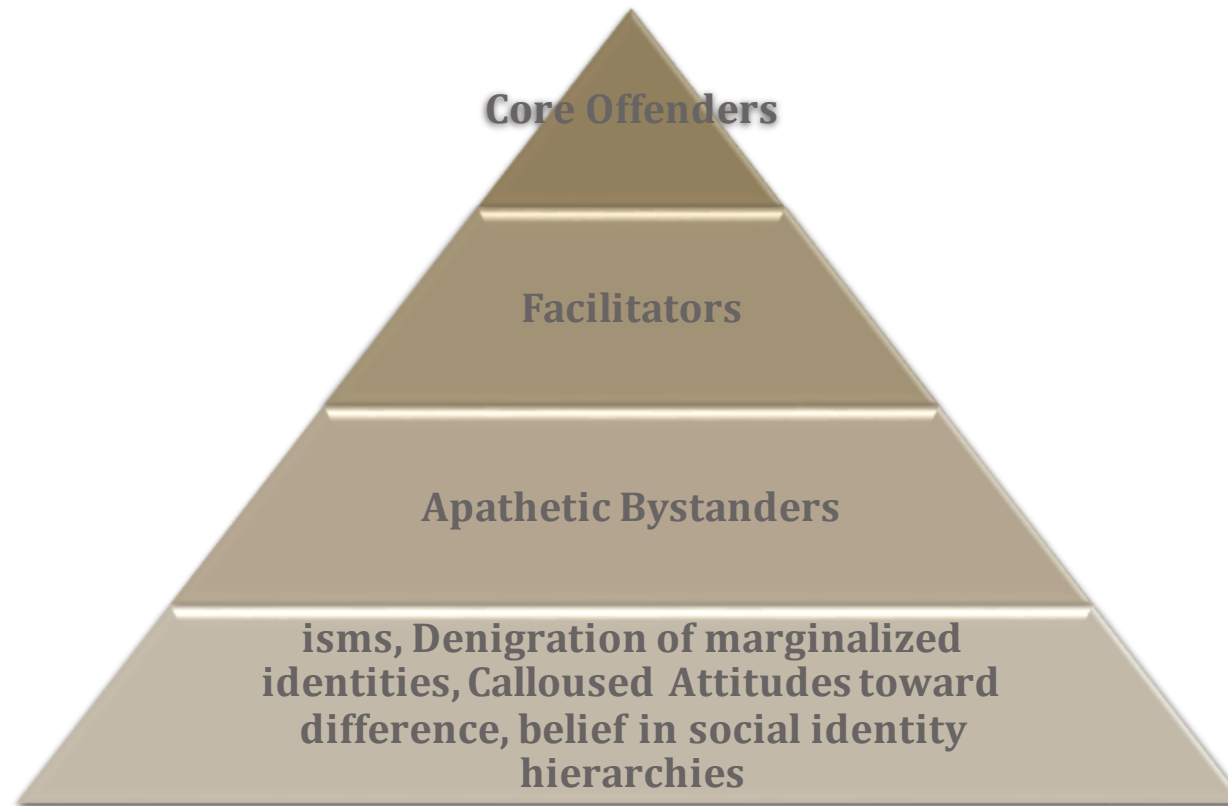 Core Offenders
Facilitators
Apathetic Bystanders
isms, Denigration of marginalized
identities, Calloused Attitudes toward
difference, belief in social identity
hierarchies